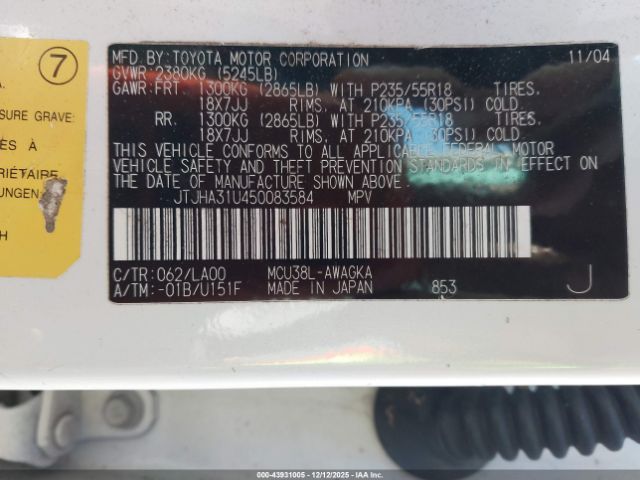 7
A.
SURE GRAVE:
DÈS À
PRIÉTAIRE
UNGEN:
H
MFD.BY:TOYOTA MOTOR CORPORATION 11/04
GVWR 2380KG (5245LB)
GAWR:FRT. 1300KG (2865LB) WITH P235/55R18 TIRES.
18X7JJ RIMS. AT 210KPA (30PSI) COLD.
RR. 1300KG (2865LB) WITH P235/55R18 TIRES.
18X7JJ RIMS. AT 210KPA (30PSI) COLD.
THIS VEHICLE CONFORMS TO ALL APPLICABLE FEDERAL MOTOR
VEHICLE SAFETY AND THEFT PREVENTION STANDARDS IN EFFECT ON
THE DATE OF MANUFACTURE SHOWN ABOVE.
JTJHA31U450083584 MPV
C/TR:062/LA00 MCU38L-AWAGKA
A/TM:-01B/U151F MADE IN JAPAN 853 J
000-43931005 - 12/12/2025 - IAAI.COM